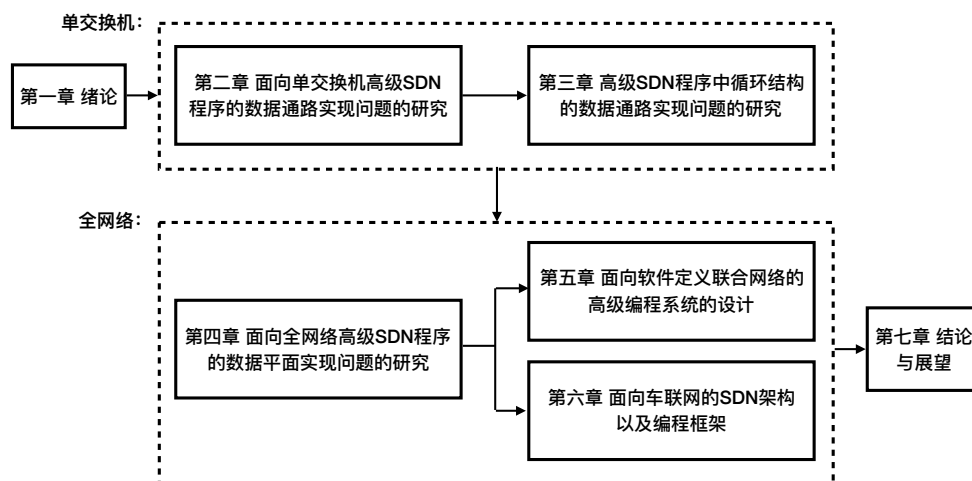 单交换机：
第一章 绪论
第二章 面向单交换机高级SDN
程序的数据通路实现问题的研究
第三章 高级SDN程序中循环结构
的数据通路实现问题的研究
全网络：
第四章 面向全网络高级SDN程序
的数据平面实现问题的研究
第五章 面向软件定义联合网络的
高级编程系统的设计
第六章 面向车联网的SDN架构
以及编程框架
第七章 结论
与展望